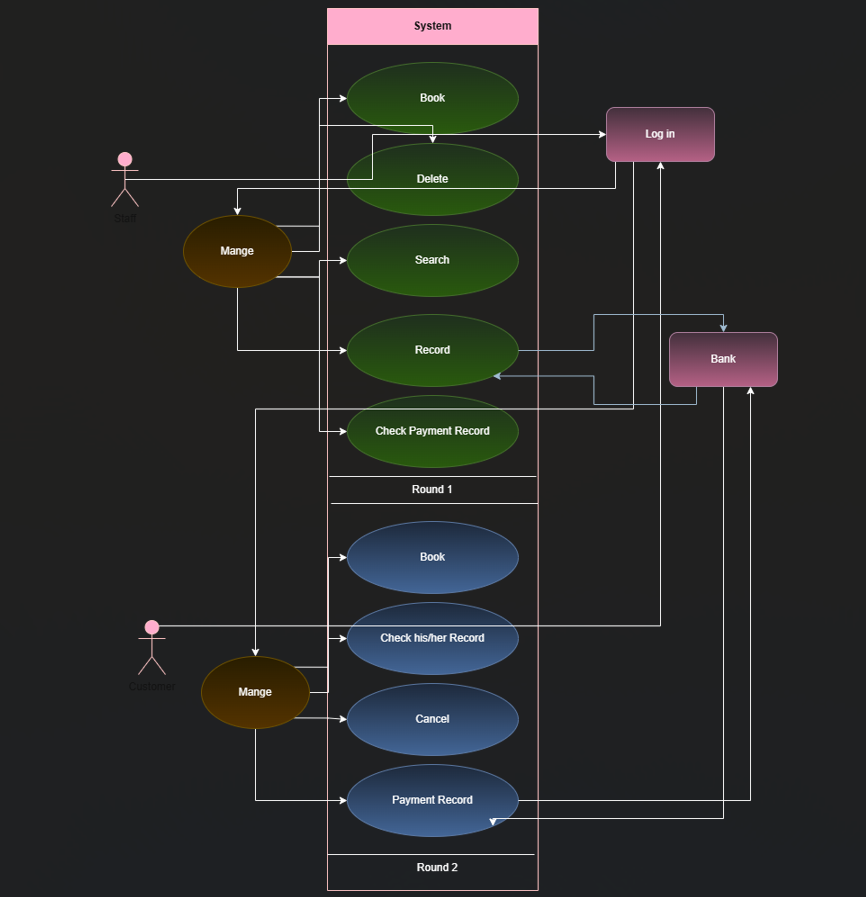 System
Book
Log in
Delete
Staff
Mange
Search
Record
Bank
Check Payment Record
Round 1
Book
Check his/her Record
Customer
Mange
Cancel
Payment Record
Round 2